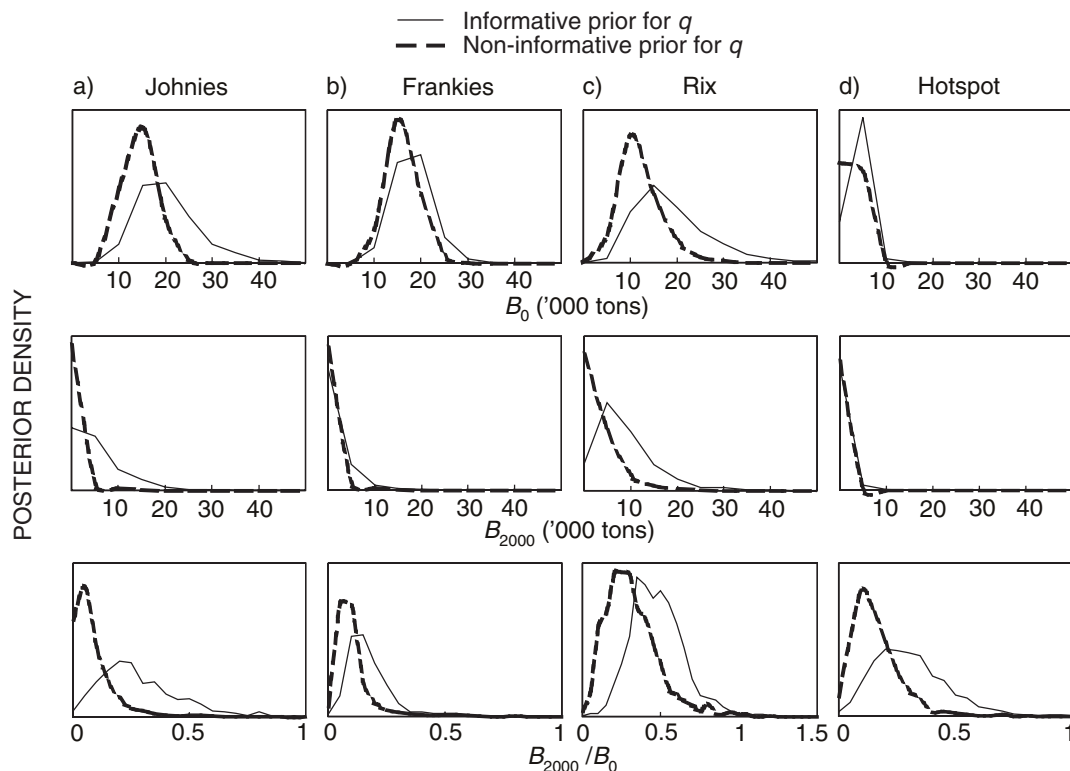 Informative prior for q
Non-informative prior for q
a) Johnies b) Frankies c) Rix d) Hotspot
POSTERIOR DENSITY
10 20 30 40 10 20 30 40 10 20 30 40 10 20 30 40
B0 ('000 tons)
10 20 30 40 10 20 30 40 10 20 30 40 10 20 30 40
B2000 ('000 tons)
0 0.5 1 0 0.5 1 0 0.5 1 1.5 0 0.5 1
B2000 /B0